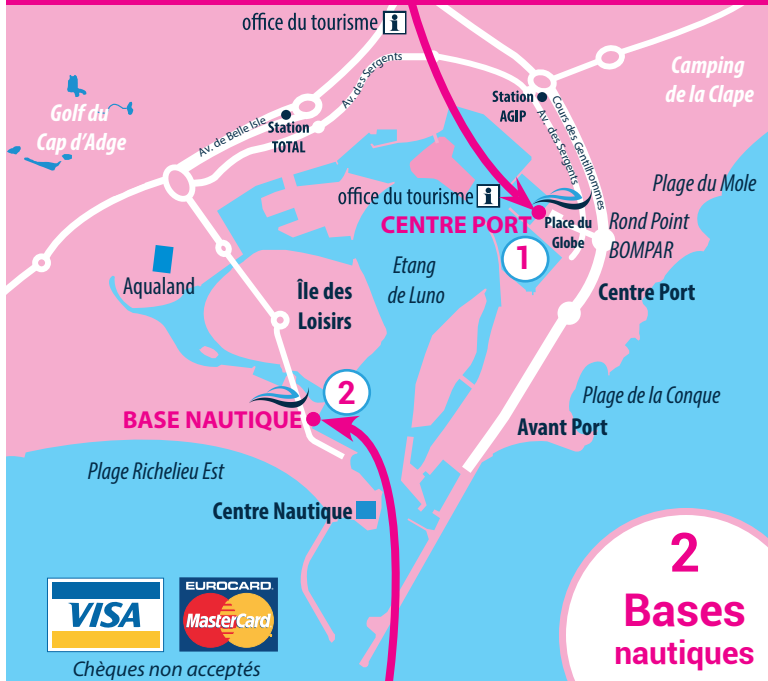 office du tourisme i
Camping
de la Clape
Golf du
Cap d'Adge
Av. des Sergents
Av. de Belle Isle
Station
TOTAL
Station
AGIP
Cours des Gentilhommes
Av. des Sergents
Plage du Mole
office du tourisme i
CENTRE PORT
1
Place du
Globe
Rond Point
BOMPAR
Etang
de Luno
Aqualand
Île des
Loisirs
Centre Port
2
BASE NAUTIQUE
Plage de la Conque
Avant Port
Plage Richelieu Est
Centre Nautique
VISA
EUROCARD.
MasterCard
Chèques non acceptés
2
Bases
nautiques